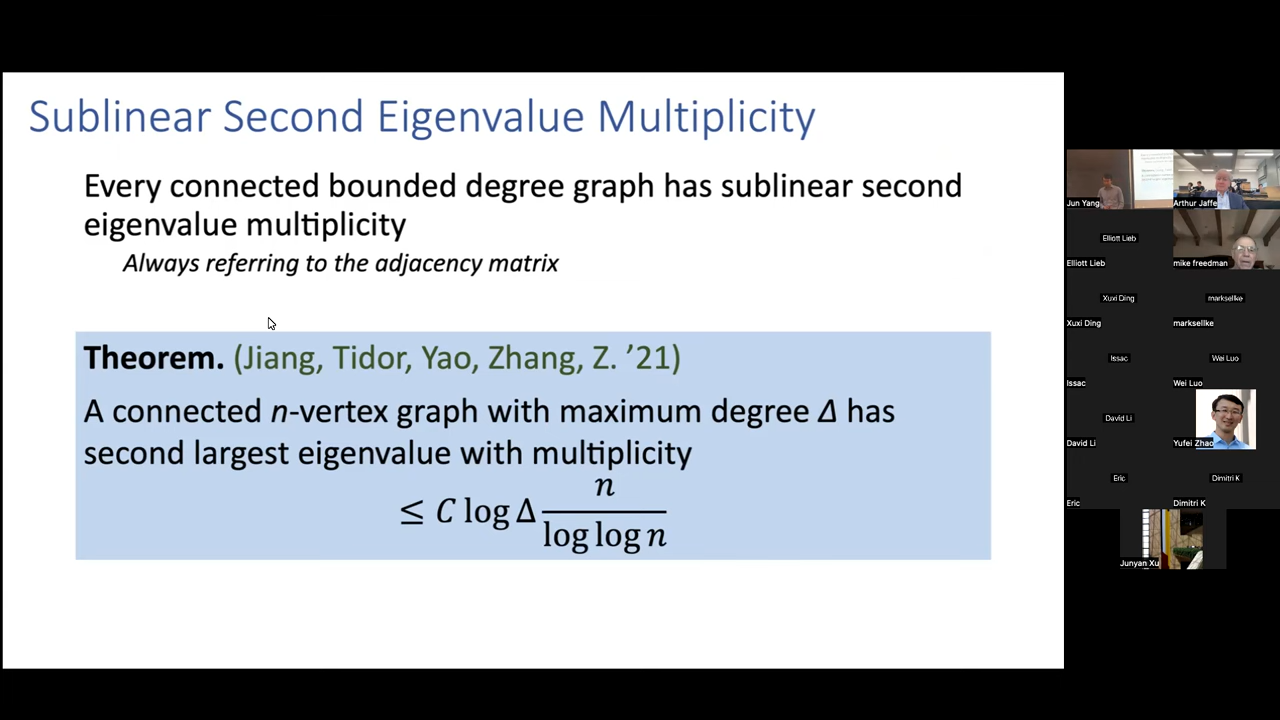 Sublinear Second Eigenvalue Multiplicity
Every connected bounded degree graph has sublinear second
eigenvalue multiplicity
Always referring to the adjacency matrix
Theorem. (Jiang, Tidor, Yao, Zhang, Z. ’21)
A connected n-vertex graph with maximum degree Δ has
second largest eigenvalue with multiplicity
≤ C log Δ n / log log n
Jun Yang
Arthur Jaffe
Elliott Lieb
Elliott Lieb
mike freedman
Xuxi Ding
marksellke
Xuxi Ding
marksellke
Issac
Wei Luo
Issac
Wei Luo
David Li
David Li
Yufei Zhao
Eric
Dimitri K
Eric
Dimitri K
Junyan Xu